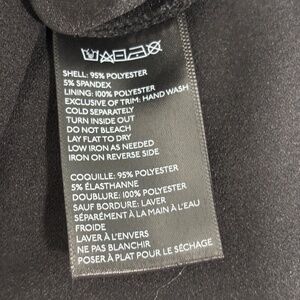 SHELL: 95% POLYESTER
5% SPANDEX
LINING: 100% POLYESTER
EXCLUSIVE OF TRIM: HAND WASH
COLD SEPARATELY
TURN INSIDE OUT
DO NOT BLEACH
LAY FLAT TO DRY
LOW IRON AS NEEDED
IRON ON REVERSE SIDE
COQUILLE: 95% POLYESTER
5% ÉLASTHANNE
DOUBLURE: 100% POLYESTER
SAUF BORDURE: LAVER
SÉPARÉMENT À LA MAIN À L'EAU
FROIDE
LAVER À L'ENVERS
NE PAS BLANCHIR
POSER À PLAT POUR LE SÉCHAGE